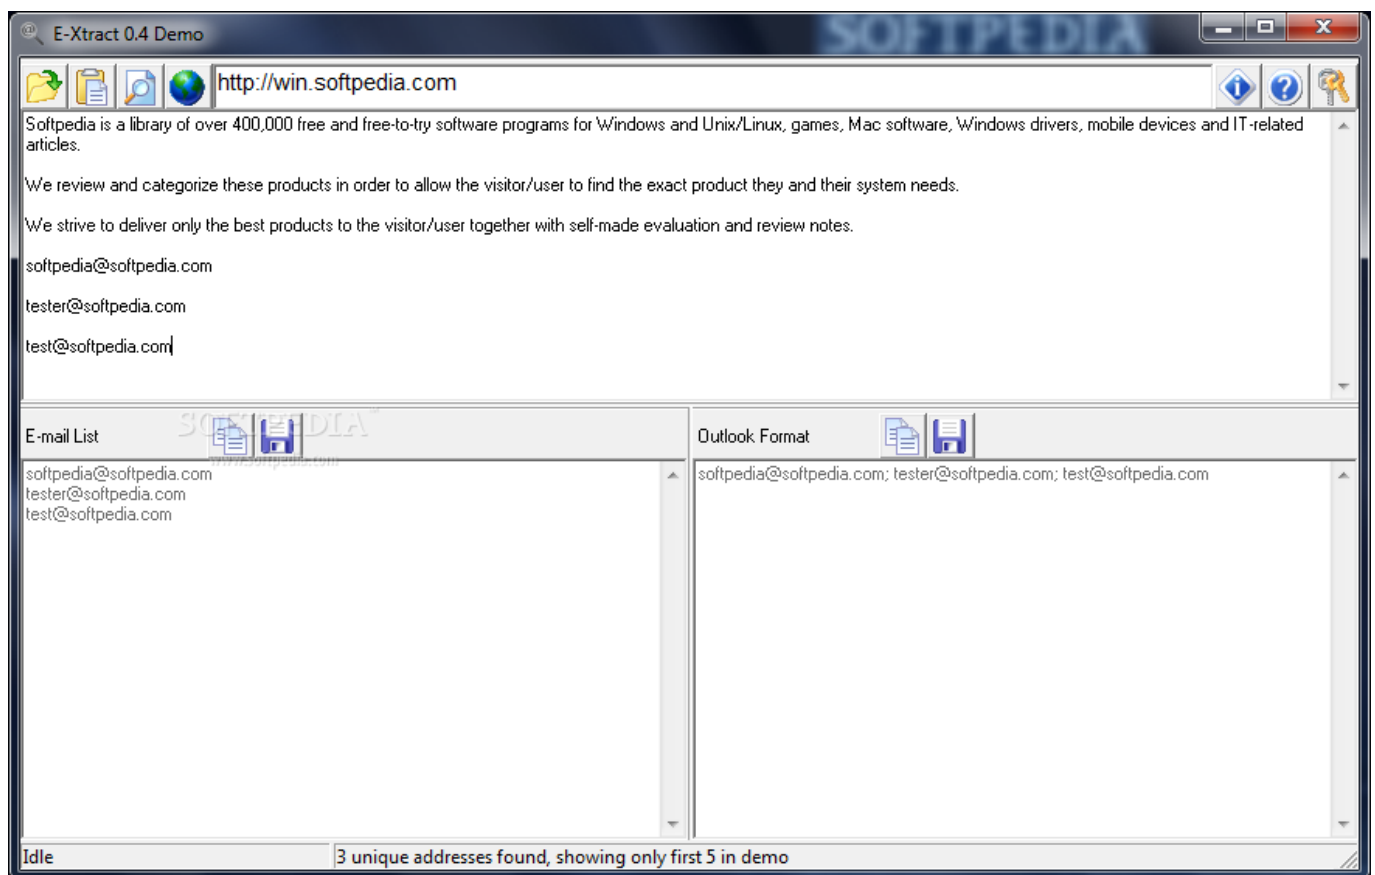 E-Xtract 0.4 Demo
SOFTPEDIA
http://win.softpedia.com
Softpedia is a library of over 400,000 free and free-to-try software programs for Windows and Unix/Linux, games, Mac software, Windows drivers, mobile devices and IT-related
articles.
We review and categorize these products in order to allow the visitor/user to find the exact product they and their system needs.
We strive to deliver only the best products to the visitor/user together with self-made evaluation and review notes.
softpedia@softpedia.com
tester@softpedia.com
test@softpedia.com
E-mail List
SOFTPEDIA™
www.softpedia.com
Outlook Format
softpedia@softpedia.com
tester@softpedia.com
test@softpedia.com
softpedia@softpedia.com; tester@softpedia.com; test@softpedia.com
Idle
3 unique addresses found, showing only first 5 in demo